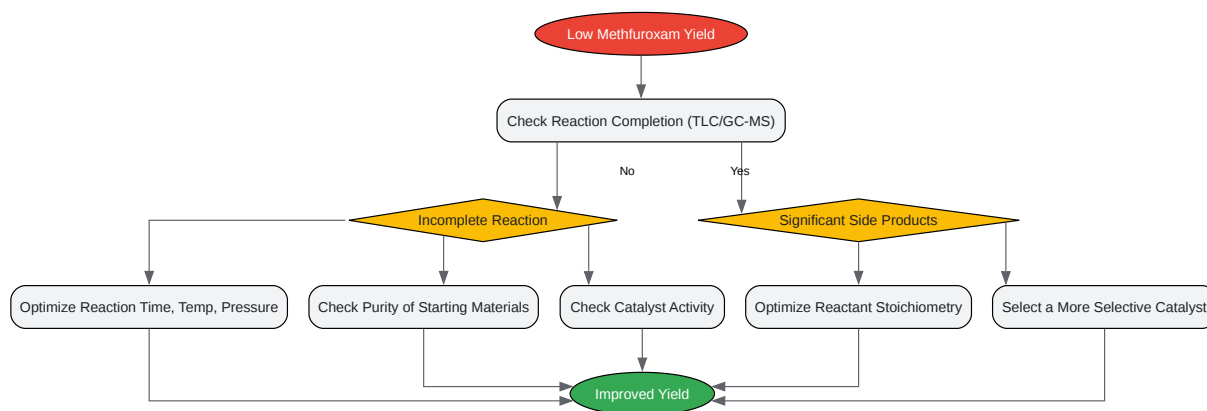 Low Methfuroxam Yield
Check Reaction Completion (TLC/GC-MS)
No
Yes
Incomplete Reaction
Significant Side Products
Optimize Reaction Time, Temp, Pressure
Check Purity of Starting Materials
Check Catalyst Activity
Optimize Reactant Stoichiometry
Select a More Selective Catalyst
Improved Yield